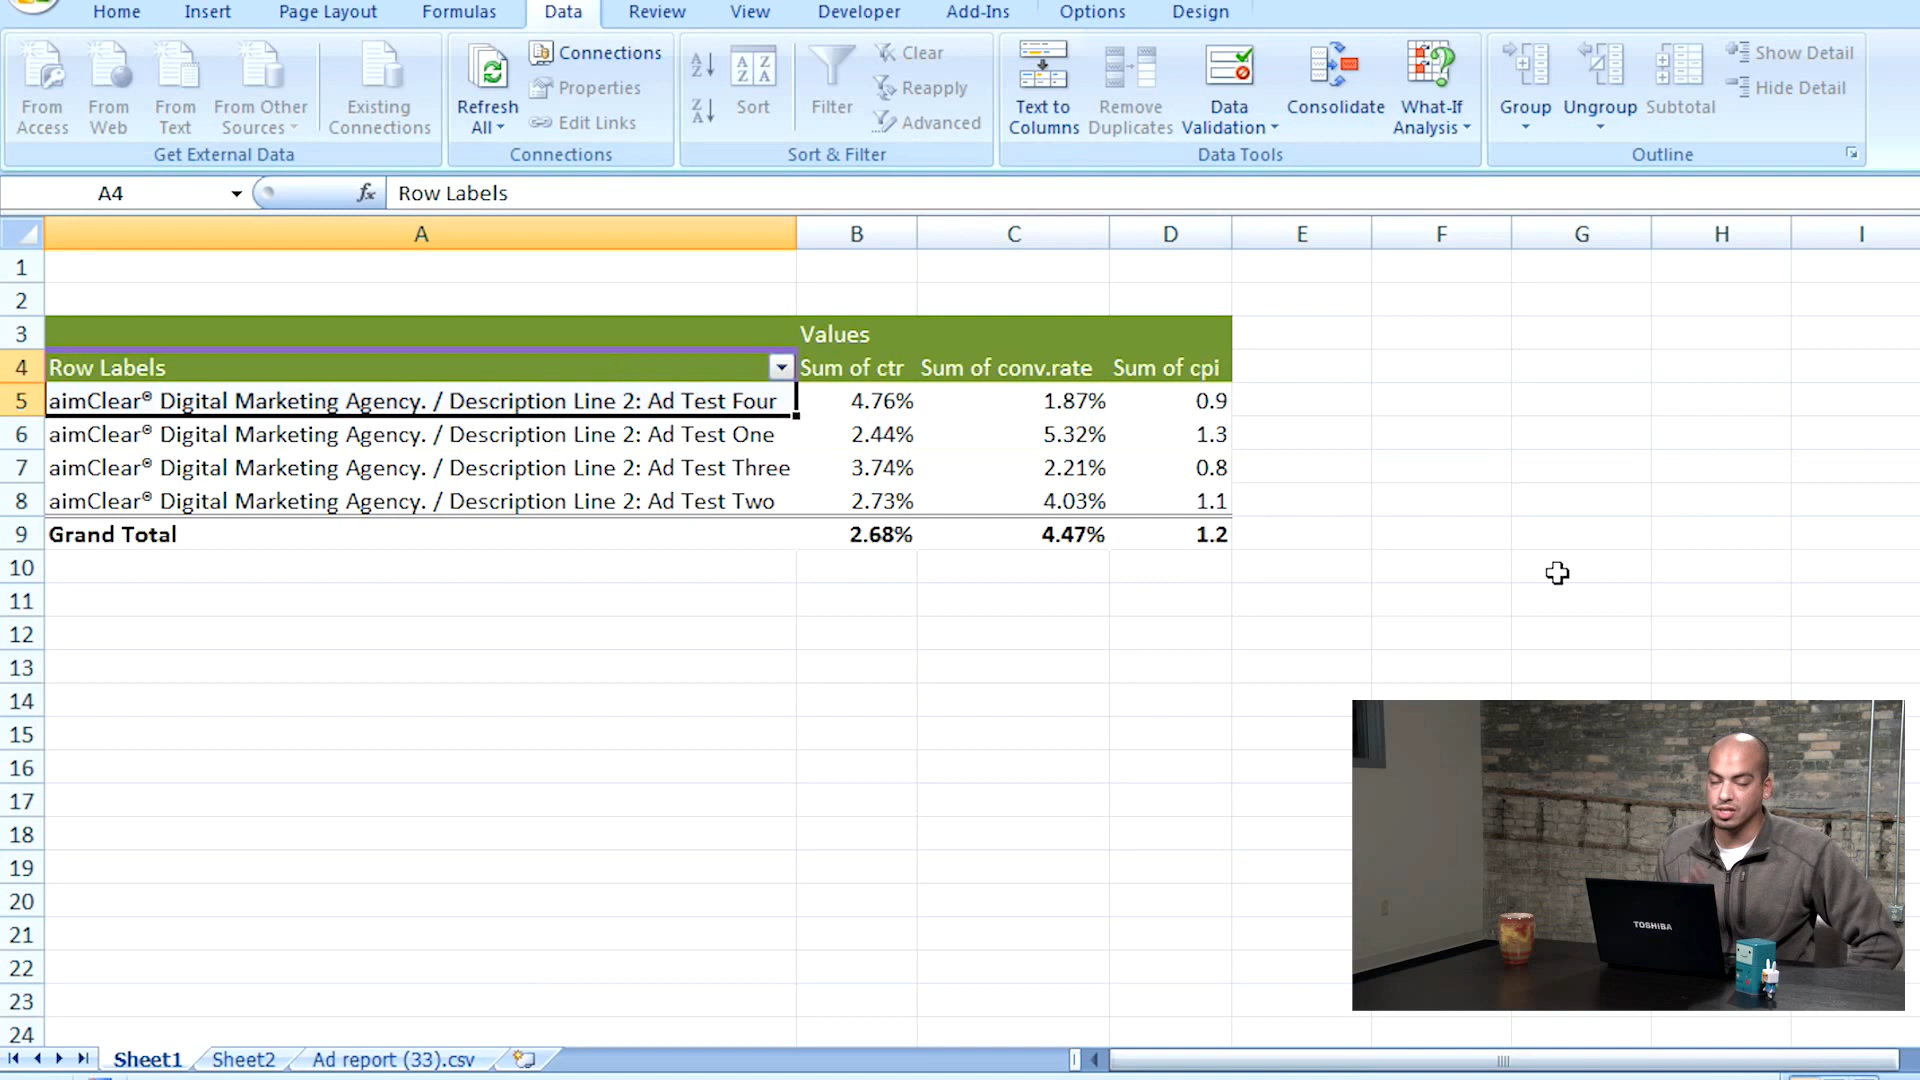 Home Insert Page Layout Formulas Data Review View Developer Add-Ins Options Design
From Access From Web From Text From Other Sources Existing Connections
Get External Data
Refresh All Connections Properties Edit Links
Connections
Sort Filter Clear Reapply Advanced
Sort & Filter
Text to Columns Remove Duplicates Data Validation Consolidate What-If Analysis
Data Tools
Group Ungroup Subtotal Show Detail Hide Detail
Outline
A4 fx Row Labels
A B C D E F G H I
1
2
3 Values
4 Row Labels Sum of ctr Sum of conv.rate Sum of cpi
5 aimClear® Digital Marketing Agency. / Description Line 2: Ad Test Four 4.76% 1.87% 0.9
6 aimClear® Digital Marketing Agency. / Description Line 2: Ad Test One 2.44% 5.32% 1.3
7 aimClear® Digital Marketing Agency. / Description Line 2: Ad Test Three 3.74% 2.21% 0.8
8 aimClear® Digital Marketing Agency. / Description Line 2: Ad Test Two 2.73% 4.03% 1.1
9 Grand Total 2.68% 4.47% 1.2
10
11
12
13
14
15
16
17
18
19
20
21
22
23
24
TOSHIBA
Sheet1 Sheet2 Ad report (33).csv